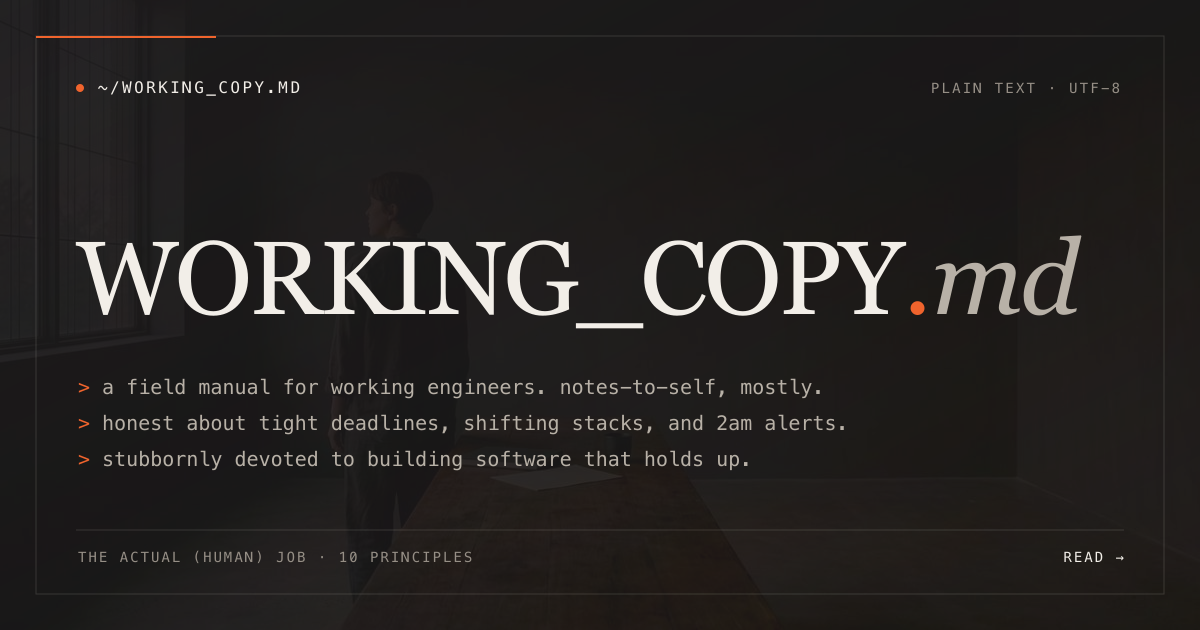 ~/WORKING_COPY.MD
PLAIN TEXT · UTF-8
WORKING_COPY.md
> a field manual for working engineers. notes-to-self, mostly.
> honest about tight deadlines, shifting stacks, and 2am alerts.
> stubbornly devoted to building software that holds up.
THE ACTUAL (HUMAN) JOB · 10 PRINCIPLES
READ →